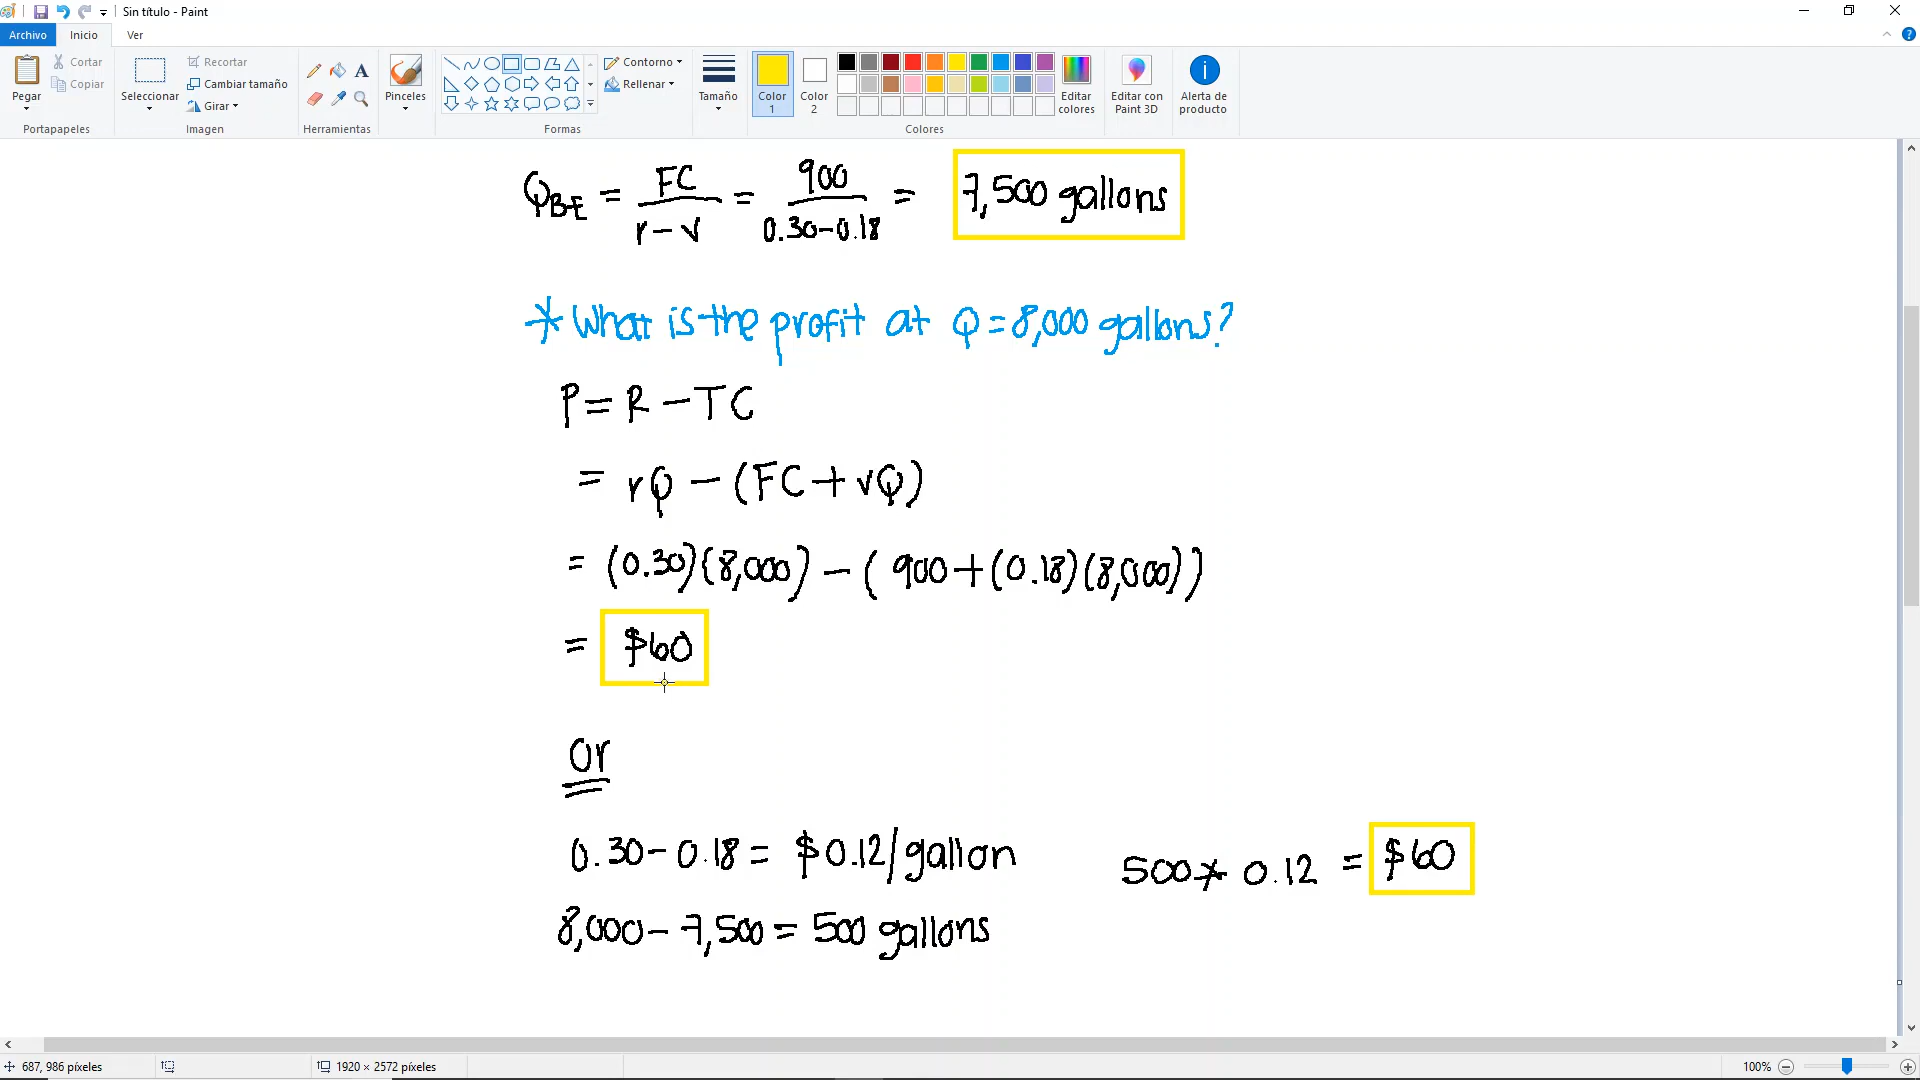 Sin título - Paint
Archivo Inicio Ver
Pegar
Cortar
Copiar
Portapapeles
Seleccionar
Recortar
Cambiar tamaño
Girar
Imagen
A
Herramientas
Pinceles
Contorno
Rellenar
Formas
Tamaño
Color 1
Color 2
Editar colores
Colores
Editar con Paint 3D
Alerta de producto
Q_BE = FC / r - v = 900 / 0.30 - 0.18 = 7,500 gallons
* What is the profit at Q = 8,000 gallons?
P = R - TC
= rQ - (FC + vQ)
= (0.30)(8,000) - (900 + (0.18)(8,000))
= $60
Or
0.30 - 0.18 = $0.12/gallon
500 * 0.12 = $60
8,000 - 7,500 = 500 gallons
687, 986 píxeles
1920 × 2572 píxeles
100%